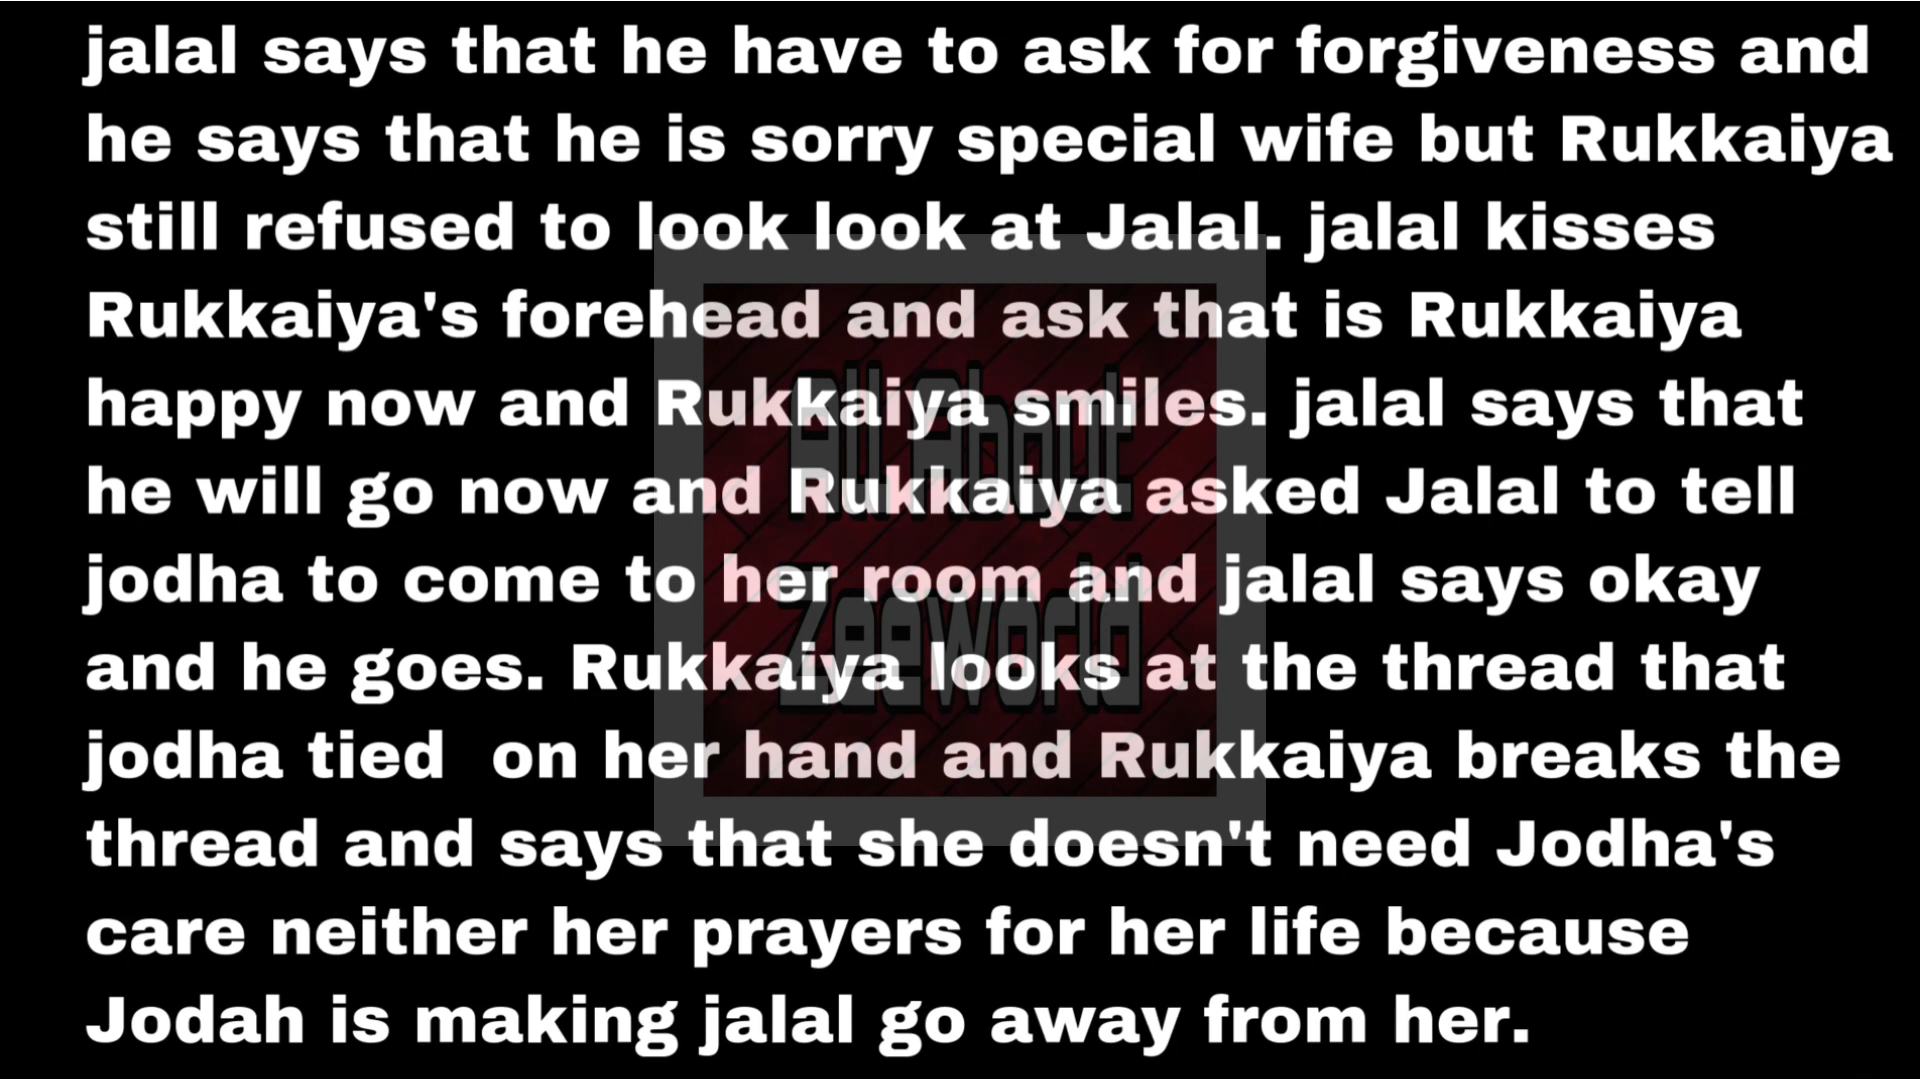 jalal says that he have to ask for forgiveness and
he says that he is sorry special wife but Rukkaiya
still refused to look look at Jalal. jalal kisses
Rukkaiya's forehead and ask that is Rukkaiya
happy now and Rukkaiya smiles. jalal says that
he will go now and Rukkaiya asked Jalal to tell
jodha to come to her room and jalal says okay
and he goes. Rukkaiya looks at the thread that
jodha tied  on her hand and Rukkaiya breaks the
thread and says that she doesn't need Jodha's
care neither her prayers for her life because
Jodah is making jalal go away from her.
All About
Zeeworld